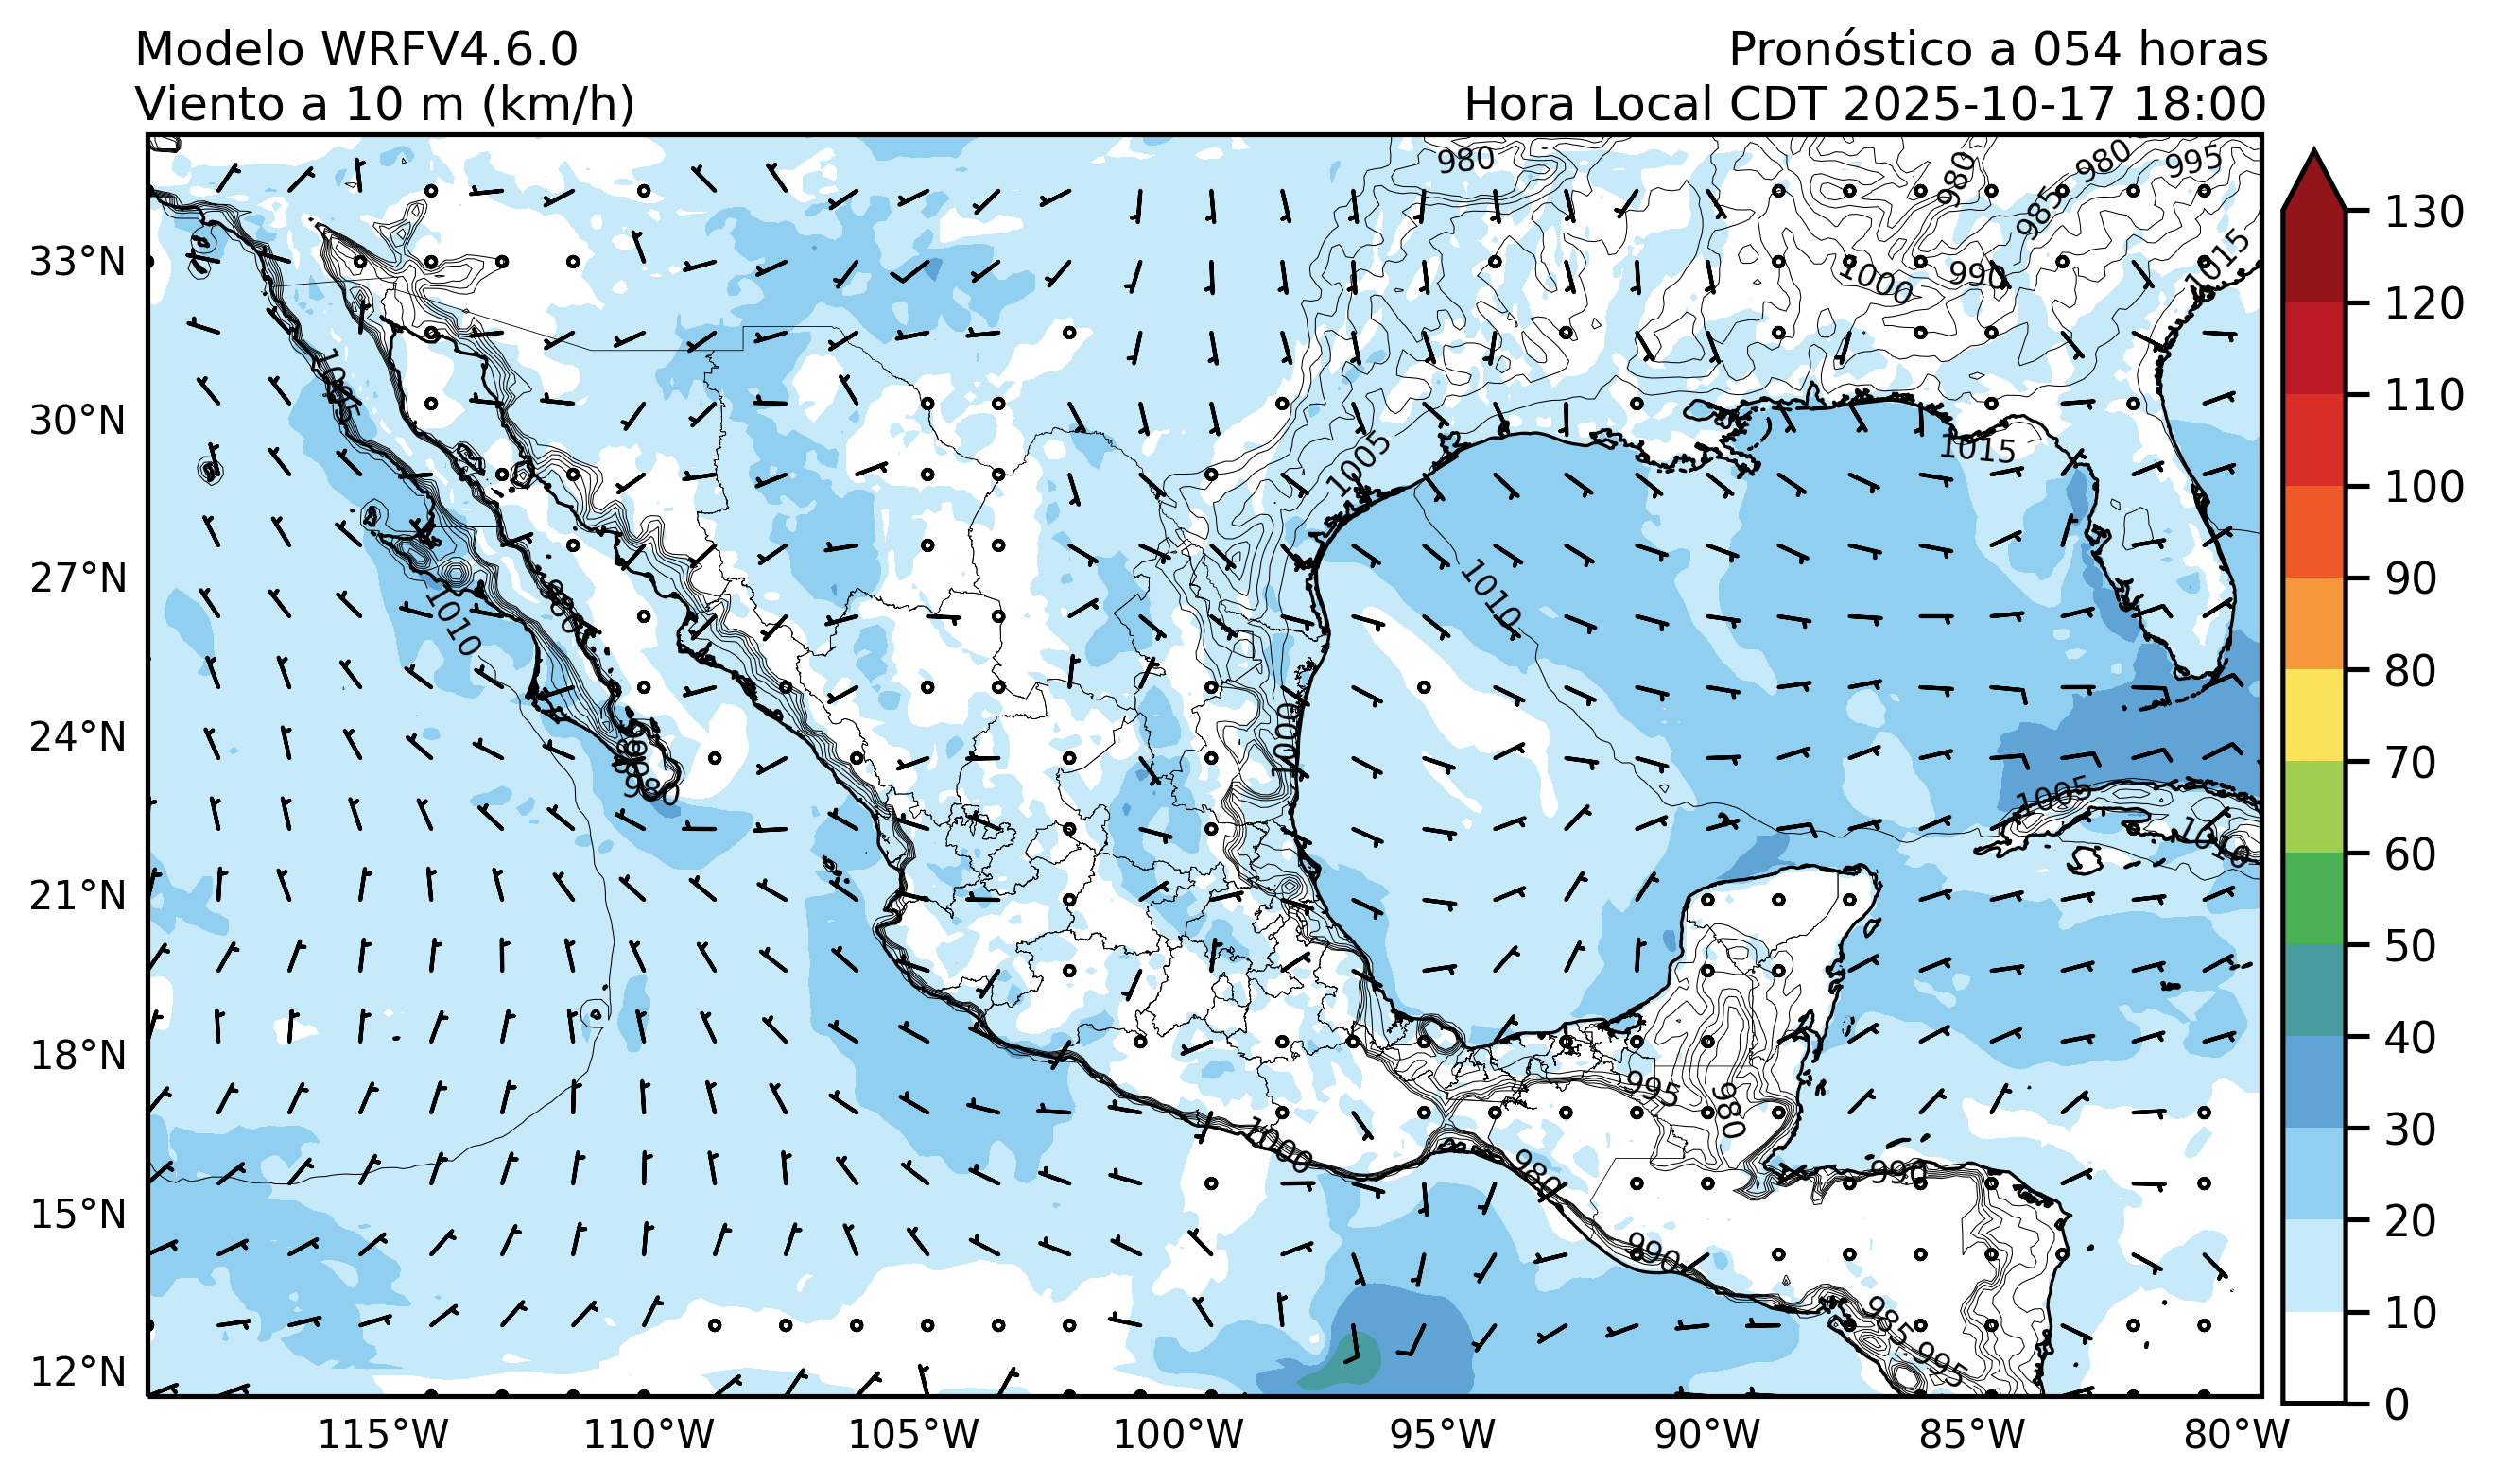 Modelo WRFV4.6.0
Pronóstico a 054 horas
Viento a 10 m (km/h)
Hora Local CDT 2025-10-17 18:00
980
980
980
995
985
1015
1000
990
33°N
30°N
27°N
24°N
21°N
18°N
15°N
12°N
1005
1015
1010
1010
980
1000
980
1005
1010
995
980
1000
980
990
990
985
995
115°W
110°W
105°W
100°W
95°W
90°W
85°W
80°W
130
120
110
100
90
80
70
60
50
40
30
20
10
0